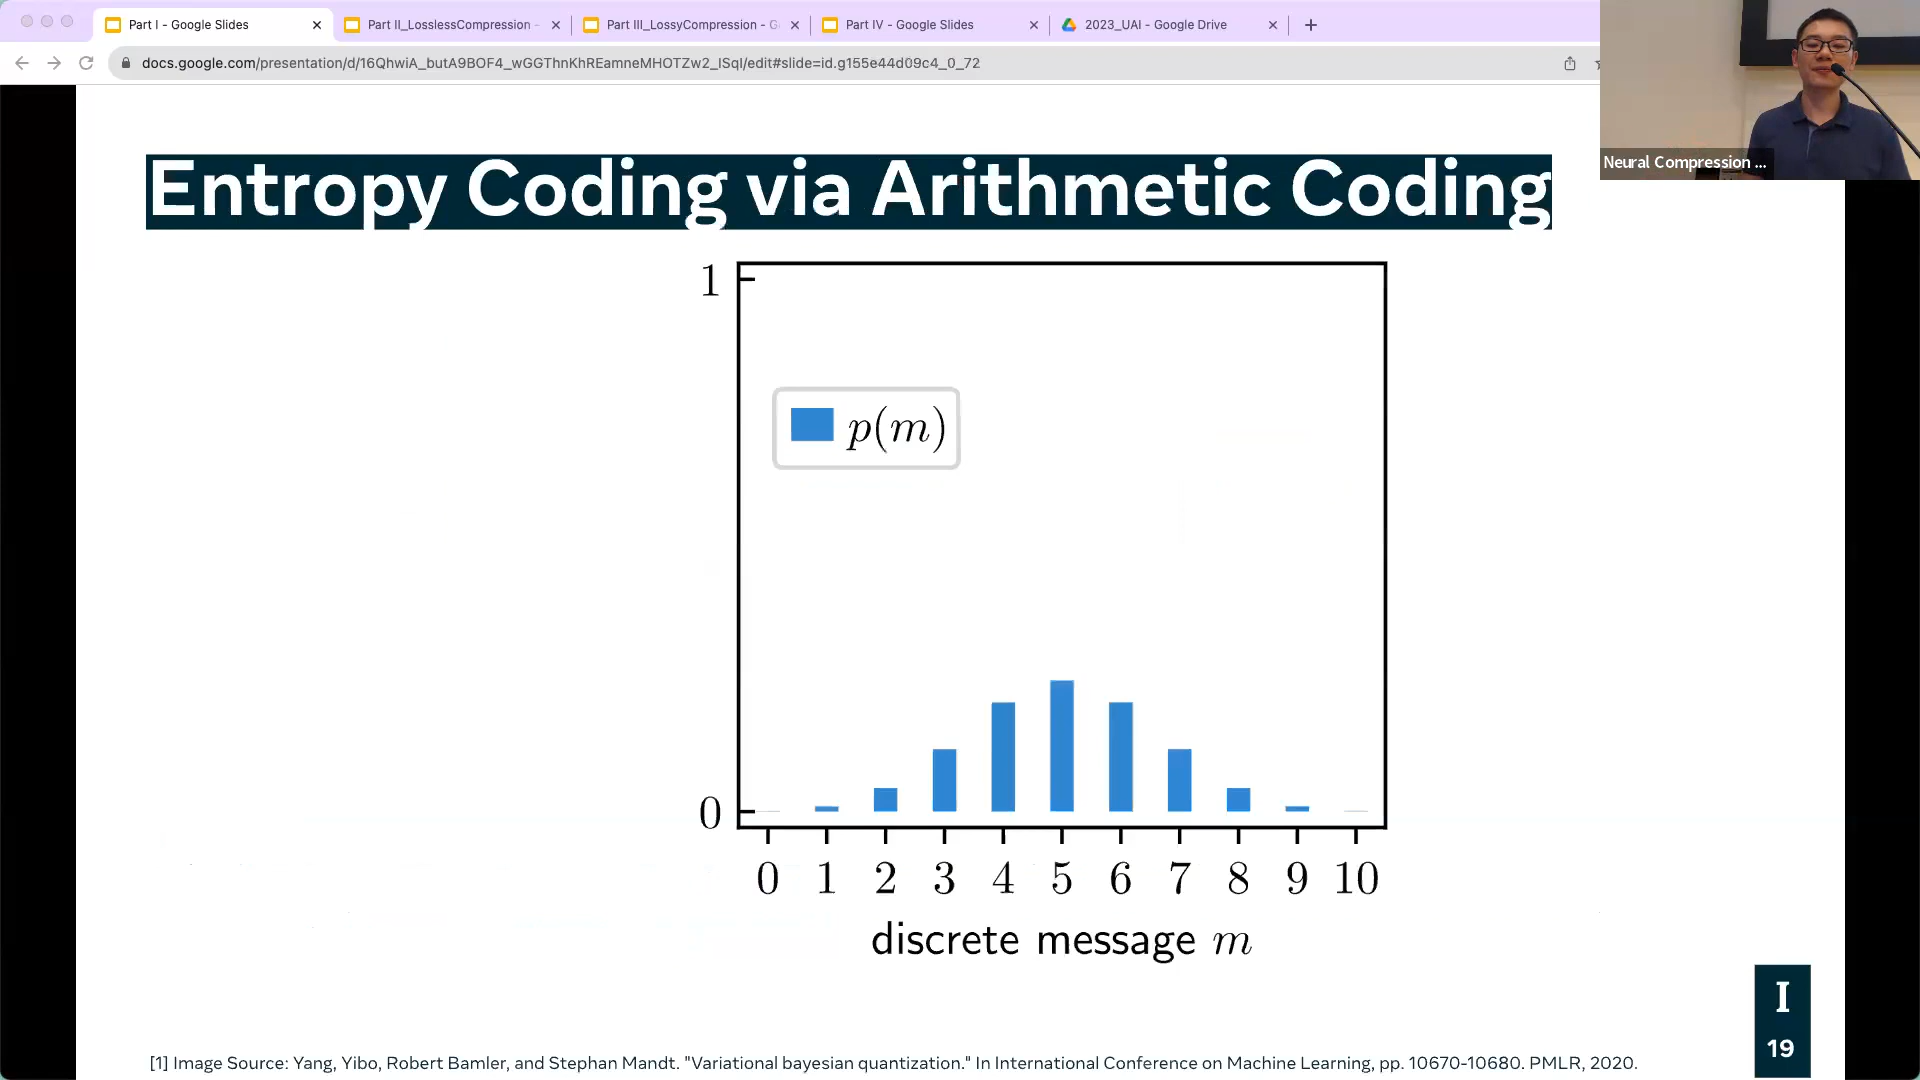 Part I - Google Slides
Part II_LosslessCompression -
Part III_LossyCompression - G
Part IV - Google Slides
2023_UAI - Google Drive
docs.google.com/presentation/d/16QhwiA_butA9BOF4_wGGThnKhREamneMHOTZw2_ISqI/edit#slide=id.g155e44d09c4_0_72
Neural Compression ...
Entropy Coding via Arithmetic Coding
1
p(m)
0
0 1 2 3 4 5 6 7 8 9 10
discrete message m
I
19
[1] Image Source: Yang, Yibo, Robert Bamler, and Stephan Mandt. "Variational bayesian quantization." In International Conference on Machine Learning, pp. 10670-10680. PMLR, 2020.